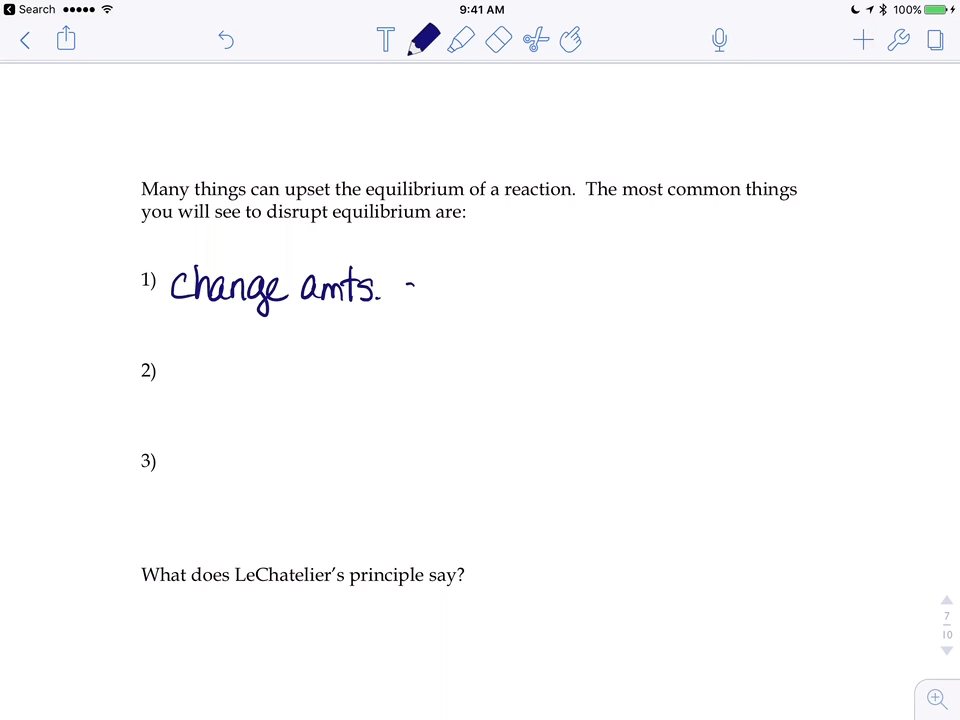 Search 9:41 AM 100%
T
Many things can upset the equilibrium of a reaction. The most common things
you will see to disrupt equilibrium are:
1) change amts.
2)
3)
What does LeChatelier’s principle say?
7
10